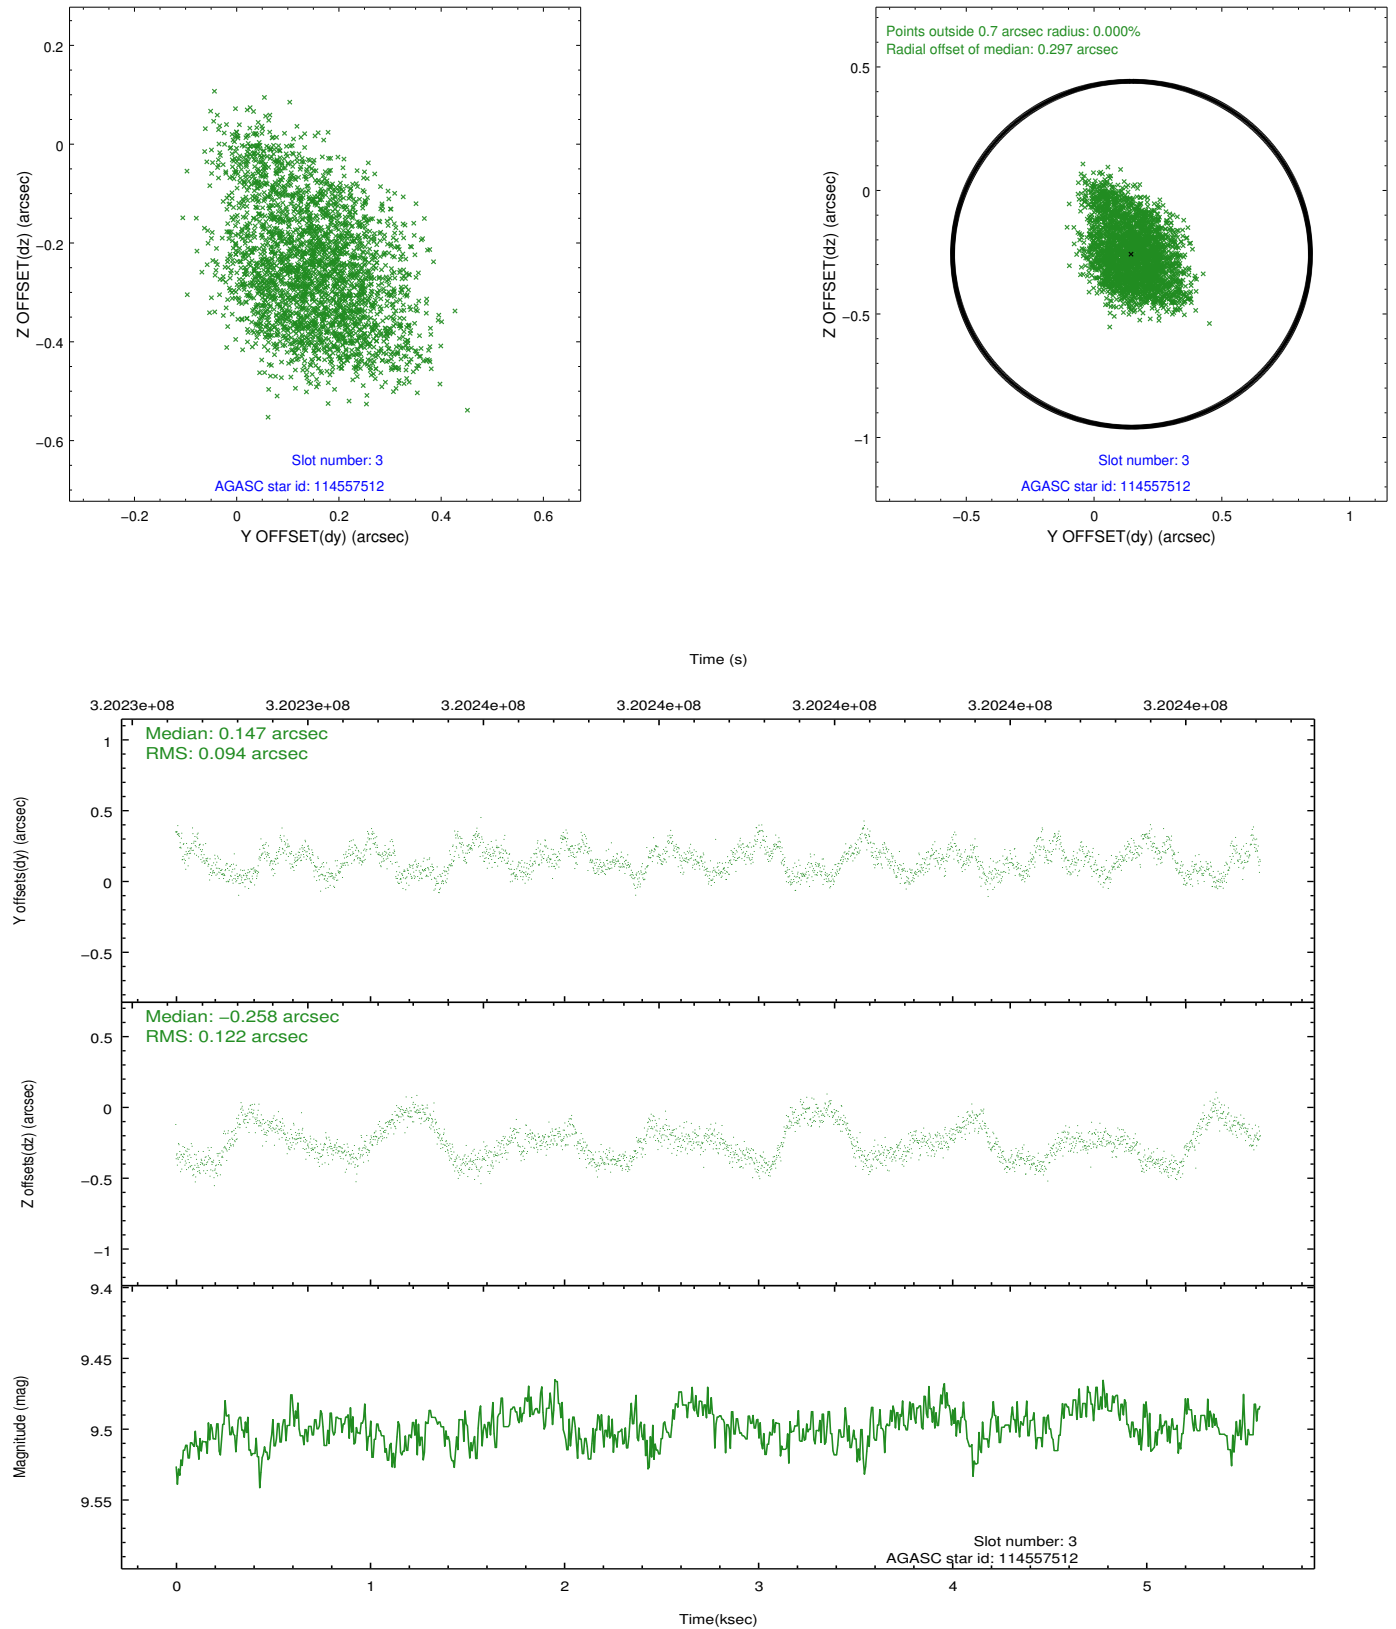 0.2
0
−0.2
−0.4
−0.6
Z OFFSET(dz) (arcsec)
Slot number: 3
AGASC star id: 114557512
−0.2
0
0.2
0.4
0.6
Y OFFSET(dy) (arcsec)
Points outside 0.7 arcsec radius: 0.000%
Radial offset of median: 0.297 arcsec
0.5
0
−0.5
−1
Z OFFSET(dz) (arcsec)
Slot number: 3
AGASC star id: 114557512
−0.5
0
0.5
1
Y OFFSET(dy) (arcsec)
Time (s)
3.2023e+08
3.2023e+08
3.2024e+08
3.2024e+08
3.2024e+08
3.2024e+08
3.2024e+08
Median: 0.147 arcsec
RMS: 0.094 arcsec
1
0.5
0
−0.5
Y offsets(dy) (arcsec)
Median: −0.258 arcsec
RMS: 0.122 arcsec
0.5
0
−0.5
−1
Z offsets(dz) (arcsec)
9.4
9.45
9.5
9.55
Magnitude (mag)
Slot number: 3
AGASC star id: 114557512
0
1
2
3
4
5
Time(ksec)